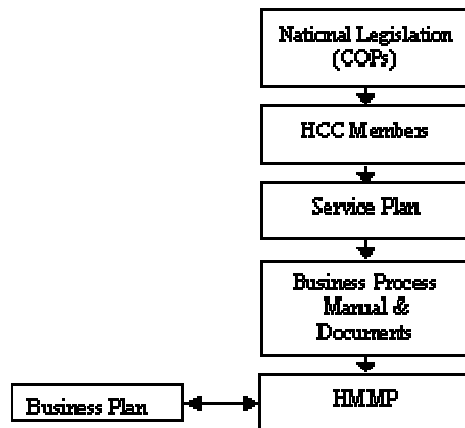 National Legislation
(COPs)
HCC Members
Service Plan
Business Process
Manual &
Documents
HMMP
Business Plan